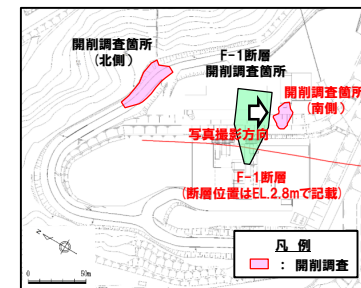 開削調査箇所
(北側)
F-1断層
開削調査箇所
開削調査箇所
(南側)
写真撮影方向
F-1断層
(断層位置はEL.2.8mで記載)
N
凡 例
: 開削調査
0 50m